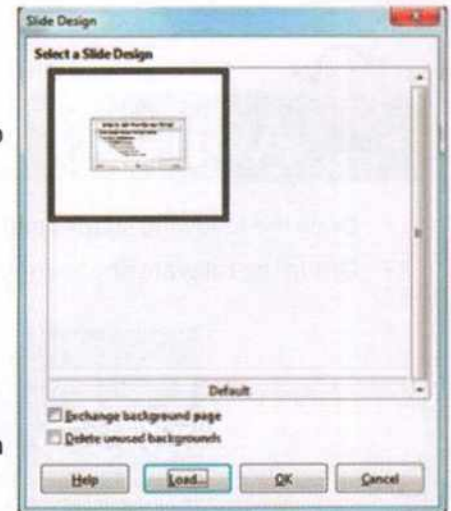 Slide Design
Select a Slide Design
Default
Exchange background page
Delete unused backgrounds
Help
Load...
OK
Cancel